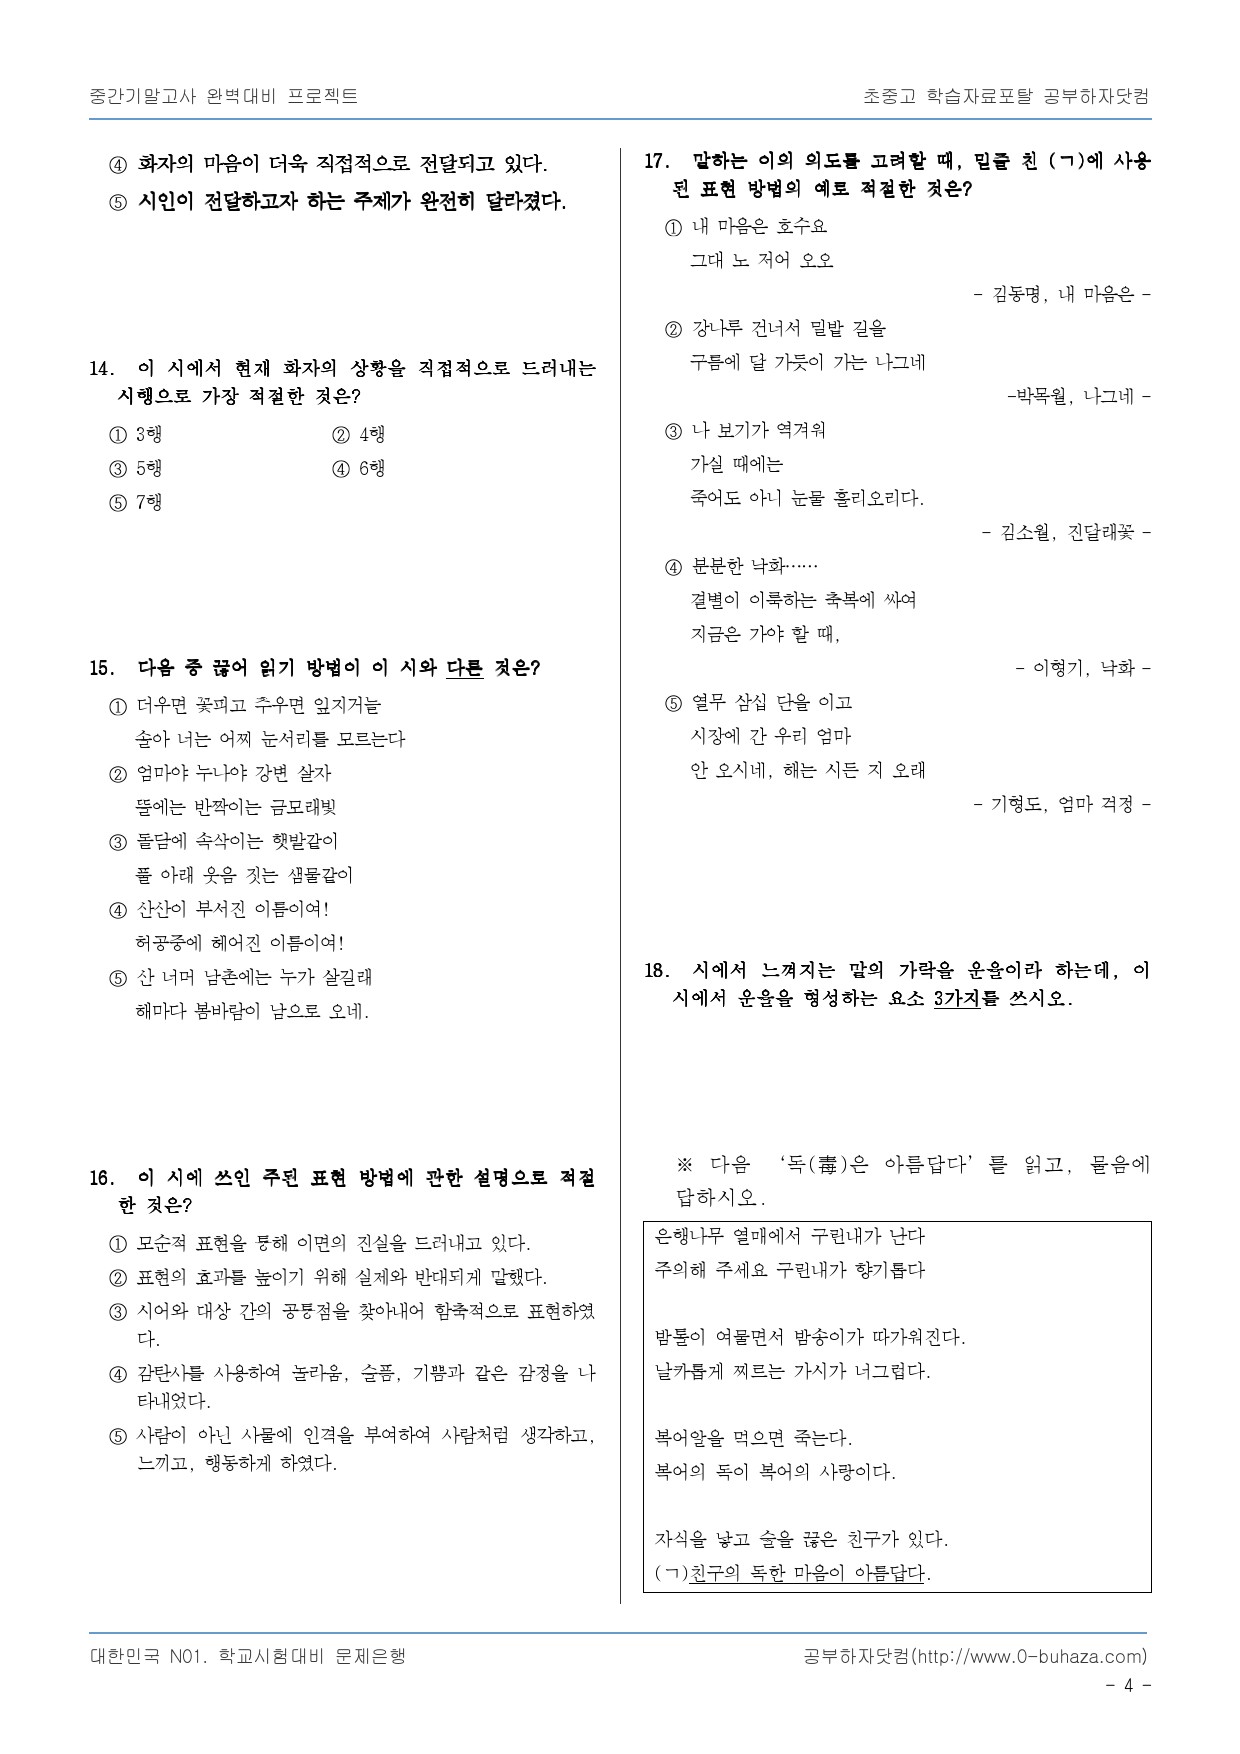 중간기말고사 완벽대비 프로젝트
초중고 학습자료포탈 공부하자닷컴
④ 화자의 마음이 더욱 직접적으로 전달되고 있다.
⑤ 시인이 전달하고자 하는 주제가 완전히 달라졌다.
14. 이 시에서 현재 화자의 상황을 직접적으로 드러내는
시행으로 가장 적절한 것은?
① 3행 ② 4행
③ 5행 ④ 6행
⑤ 7행
15. 다음 중 끊어 읽기 방법이 이 시와 다른 것은?
① 더우면 꽃피고 추우면 잎지거늘
솔아 너는 어찌 눈서리를 모르는다
② 엄마야 누나야 강변 살자
뜰에는 반짝이는 금모래빛
③ 돌담에 속삭이는 햇발같이
풀 아래 웃음 짓는 샘물같이
④ 산산이 부서진 이름이여!
허공중에 헤어진 이름이여!
⑤ 산 너머 남촌에는 누가 살길래
해마다 봄바람이 남으로 오네.
16. 이 시에 쓰인 주된 표현 방법에 관한 설명으로 적절
한 것은?
① 모순적 표현을 통해 이면의 진실을 드러내고 있다.
② 표현의 효과를 높이기 위해 실제와 반대되게 말했다.
③ 시어와 대상 간의 공통점을 찾아내어 함축적으로 표현하였
다.
④ 감탄사를 사용하여 놀라움, 슬픔, 기쁨과 같은 감정을 나
타내었다.
⑤ 사람이 아닌 사물에 인격을 부여하여 사람처럼 생각하고,
느끼고, 행동하게 하였다.
17. 말하는 이의 의도를 고려할 때, 밑줄 친 (ㄱ)에 사용
된 표현 방법의 예로 적절한 것은?
① 내 마음은 호수요
그대 노 저어 오오
- 김동명, 내 마음은 -
② 강나루 건너서 밀밭 길을
구름에 달 가듯이 가는 나그네
-박목월, 나그네 -
③ 나 보기가 역겨워
가실 때에는
죽어도 아니 눈물 흘리오리다.
- 김소월, 진달래꽃 -
④ 분분한 낙화……
결별이 이룩하는 축복에 싸여
지금은 가야 할 때,
- 이형기, 낙화 -
⑤ 열무 삼십 단을 이고
시장에 간 우리 엄마
안 오시네, 해는 시든 지 오래
- 기형도, 엄마 걱정 -
18. 시에서 느껴지는 말의 가락을 운율이라 하는데, 이
시에서 운율을 형성하는 요소 3가지를 쓰시오.
※ 다음 ‘독(毒)은 아름답다’를 읽고, 물음에
답하시오.
은행나무 열매에서 구린내가 난다
주의해 주세요 구린내가 향기롭다
밤톨이 여물면서 밤송이가 따가워진다.
날카롭게 찌르는 가시가 너그럽다.
복어알을 먹으면 죽는다.
복어의 독이 복어의 사랑이다.
자식을 낳고 술을 끊은 친구가 있다.
(ㄱ)친구의 독한 마음이 아름답다.
대한민국 N01. 학교시험대비 문제은행
공부하자닷컴(http://www.0-buhaza.com)
- 4 -